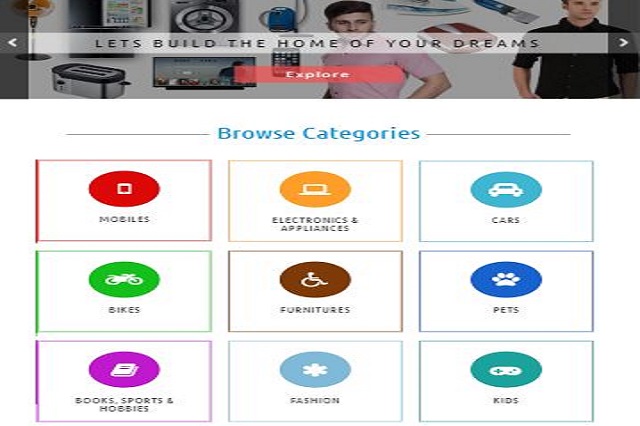 LETS BUILD THE HOME OF YOUR DREAMS
Explore
Browse Categories
MOBILES
ELECTRONICS &
APPLIANCES
CARS
BIKES
FURNITURES
PETS
BOOKS, SPORTS &
HOBBIES
FASHION
KIDS